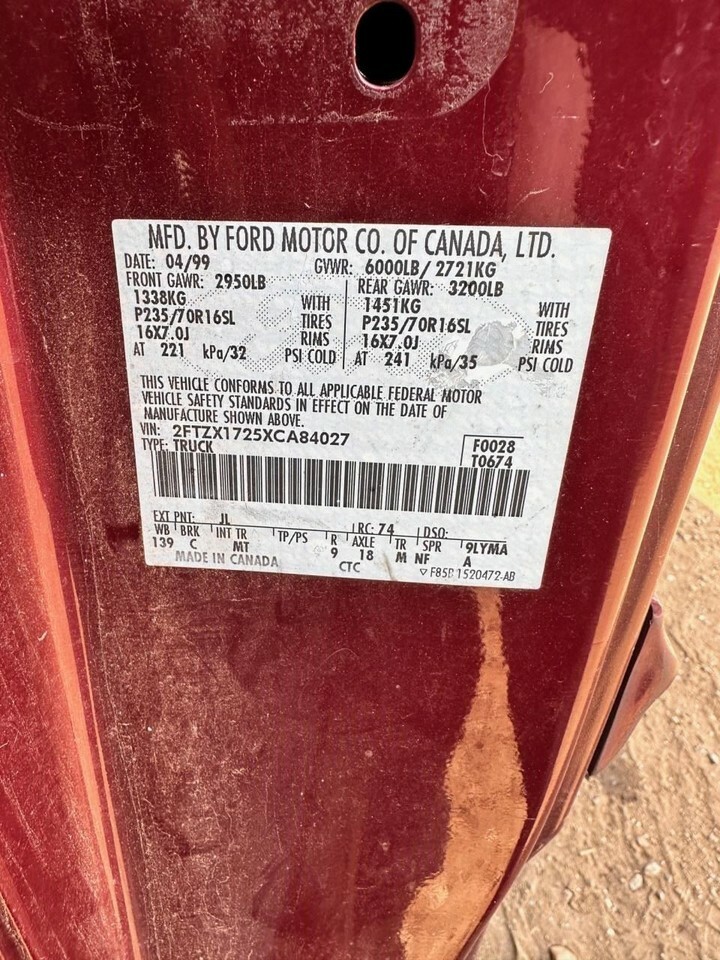 MFD. BY FORD MOTOR CO. OF CANADA, LTD.
DATE: 04/99 GVWR: 6000LB/ 2721KG
FRONT GAWR: 2950LB REAR GAWR: 3200LB
1338KG WITH 1451KG WITH
P235/70R16SL TIRES P235/70R16SL TIRES
16X7.0J RIMS 16X7.0J RIMS
AT 221 kPa/32 PSI COLD AT 241 kPa/35 PSI COLD
THIS VEHICLE CONFORMS TO ALL APPLICABLE FEDERAL MOTOR
VEHICLE SAFETY STANDARDS IN EFFECT ON THE DATE OF
MANUFACTURE SHOWN ABOVE.
VIN: 2FTZX1725XCA84027 F0028
TYPE: TRUCK T0674
EXT PNT: JL RC: 74 DSO:
WB BRK INT TR TP/PS R AXLE TR SPR 9LYMA
139 C MT 9 18 M NF A
MADE IN CANADA CTC ▽ F85B 1520472-AB